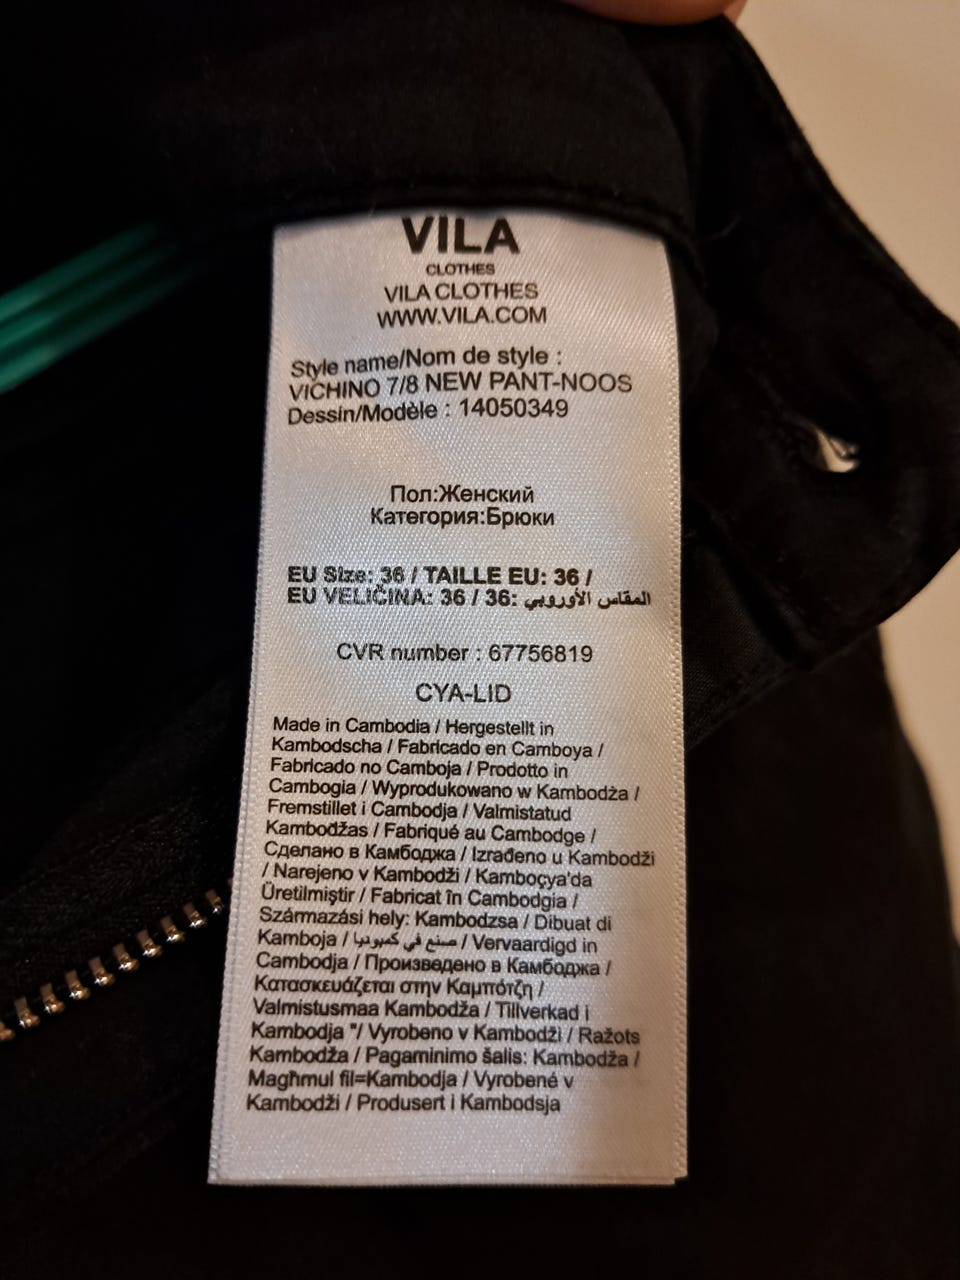 VILA
CLOTHES
VILA CLOTHES
WWW.VILA.COM
Style name/Nom de style :
VICHINO 7/8 NEW PANT-NOOS
Dessin/Modèle : 14050349
Пол:Женский
Категория:Брюки
EU Size: 36 / TAILLE EU: 36 /
EU VELIČINA: 36 / 36: المقاس الأوروبي
CVR number : 67756819
CYA-LID
Made in Cambodia / Hergestellt in
Kambodscha / Fabricado en Camboya /
Fabricado no Camboja / Prodotto in
Cambogia / Wyprodukowano w Kambodża /
Fremstillet i Cambodja / Valmistatud
Kambodžas / Fabriqué au Cambodge /
Сделано в Камбоджа / Izrađeno u Kambodži
/ Narejeno v Kambodži / Kamboçya'da
Üretilmiştir / Fabricat în Cambodgia /
Származási hely: Kambodzsa / Dibuat di
Kamboja / صنع في كمبوديا / Vervaardigd in
Cambodja / Произведено в Камбоджа /
Κατασκευάζεται στην Καμπότζη /
Valmistusmaa Kambodža / Tillverkad i
Kambodja "/ Vyrobeno v Kambodži / Ražots
Kambodža / Pagaminimo šalis: Kambodža /
Magħmul fil=Kambodja / Vyrobené v
Kambodži / Produsert i Kambodsja